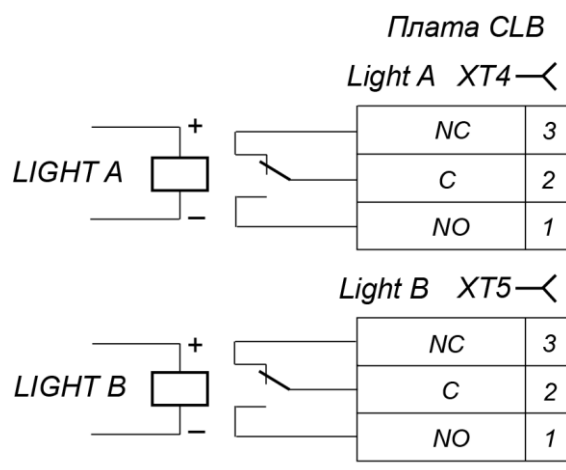 Плата CLB
Light A XT4
+
NC 3
LIGHT A
C 2
–
NO 1
Light B XT5
+
NC 3
LIGHT B
C 2
–
NO 1